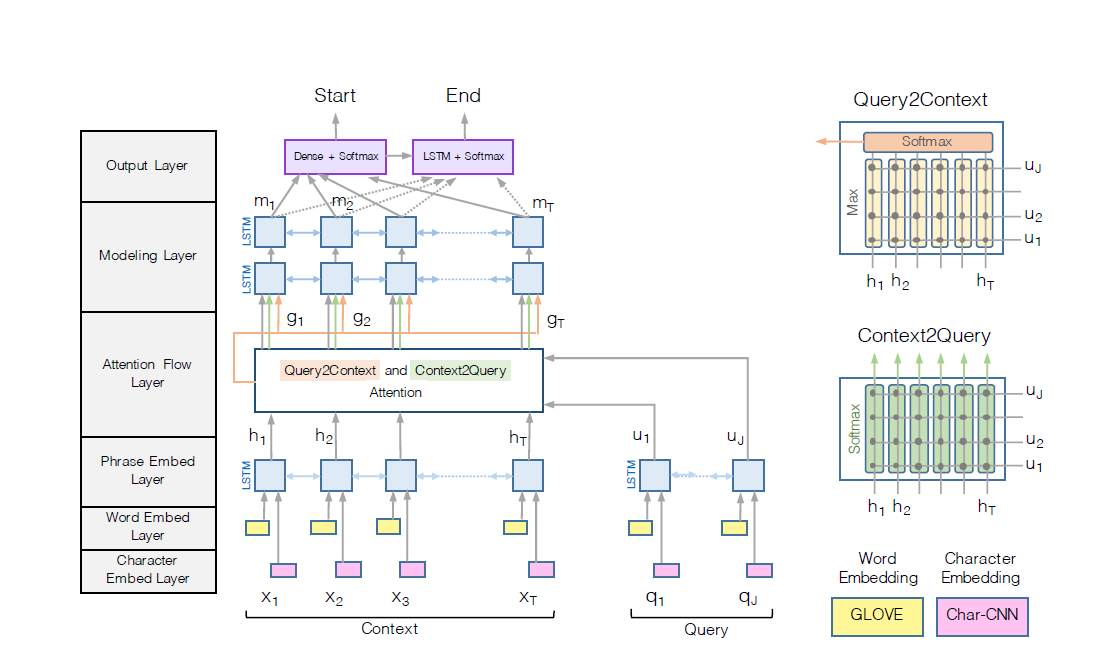 Start
End
Query2Context
Output Layer
Dense + Softmax
LSTM + Softmax
Softmax
Max
uJ
u2
u1
h1
h2
hT
m1
m2
mT
LSTM
Modeling Layer
LSTM
g1
g2
gT
Attention Flow
Layer
Query2Context and Context2Query
Attention
Context2Query
Softmax
uJ
u2
u1
h1
h2
hT
h1
h2
hT
u1
uJ
Phrase Embed
Layer
LSTM
LSTM
Word Embed
Layer
Character
Embed Layer
x1
x2
x3
xT
q1
qJ
Context
Query
Word
Embedding
Character
Embedding
GLOVE
Char-CNN